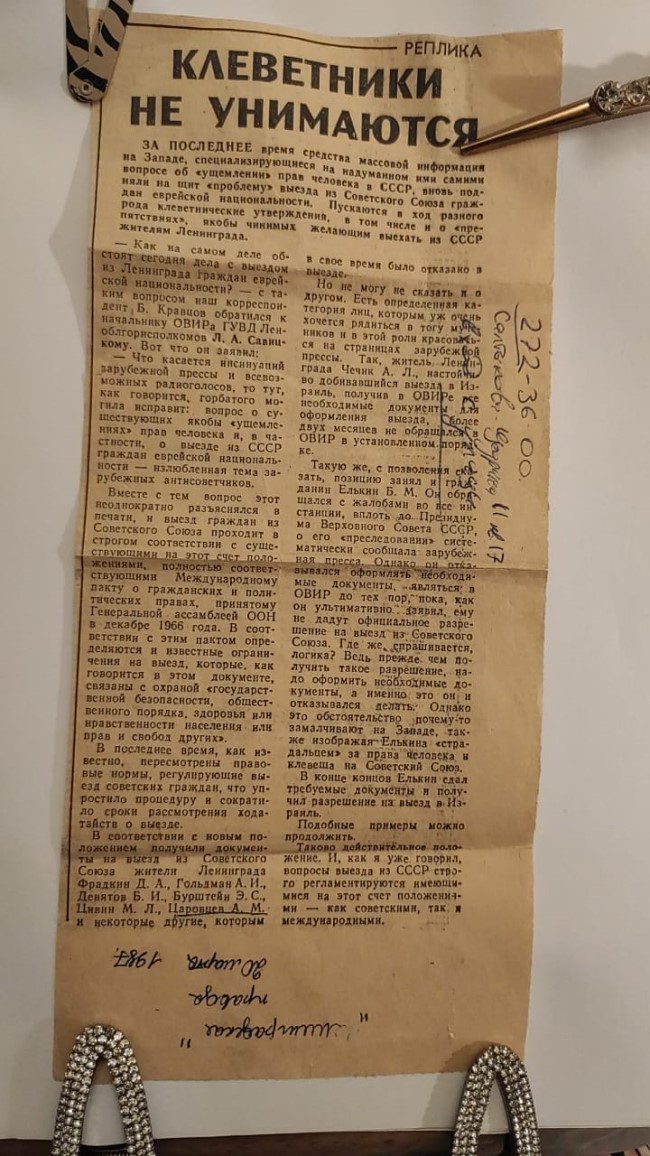 РЕПЛИКА
КЛЕВЕТНИКИ
НЕ УНИМАЮТСЯ
ЗА ПОСЛЕДНЕЕ время средства массовой информации
на Западе, специализирующиеся на надуманном ими самими
вопросе об «ущемлении» прав человека в СССР, вновь под-
няли на щит «проблему» выезда из Советского Союза граж-
дан еврейской национальности. Пускаются в ход разного
рода клеветнические утверждения, в том числе и о «пре-
пятствиях», якобы чинимых желающим выехать из СССР
жителям Ленинграда.
— Как на самом деле об-
стоят сегодня дела с выездом
из Ленинграда граждан еврей-
ской национальности? — с та-
ким вопросом наш корреспон-
дент Б. Кравцов обратился к
начальнику ОВИРа ГУВД Лен-
облгорисполкомов Л. А. Савиц-
кому. Вот что он заявил:
— Что касается инсинуаций
зарубежной прессы и всевоз-
можных радиоголосов, то тут,
как говорится, горбатого мо-
гила исправит: вопрос о су-
ществующих якобы «ущемле-
ниях» прав человека и, в ча-
стности, о выезде из СССР
граждан еврейской националь-
ности — излюбленная тема за-
рубежных антисоветчиков.
Вместе с тем вопрос этот
неоднократно разъяснялся в
печати, и выезд граждан из
Советского Союза проходит в
строгом соответствии с суще-
ствующими на этот счет поло-
жениями, полностью соответ-
ствующими Международному
пакту о гражданских и поли-
тических правах, принятому
Генеральной ассамблеей ООН
в декабре 1966 года. В соот-
ветствии с этим пактом опре-
деляются и известные ограни-
чения на выезд, которые, как
говорится в этом документе,
связаны с охраной «государст-
венной безопасности, общест-
венного порядка, здоровья или
нравственности населения или
прав и свобод других».
В последнее время, как из-
вестно, пересмотрены право-
вые нормы, регулирующие вы-
езд советских граждан, что уп-
ростило процедуру и сократи-
ло сроки рассмотрения хода-
тайств о выезде.
В соответствии с новым по-
ложением получили докумен-
ты на выезд из Советского
Союза жители Ленинграда
Фрадкин Д. А., Гольдман А. И.,
Девятов Б. И., Бурштейн Э. С.,
Цивин М. Л., Царовцев А. М.
и некоторые другие, которым
в свое время было отказано в
выезде.
Но не могу не сказать и о
другом. Есть определенная ка-
тегория лиц, которым уж очень
хочется рядиться в тогу муче-
ников и в этой роли красовать-
ся на страницах зарубежной
прессы. Так, житель Ленин-
града Чечик А. Л., настойчи-
во добивавшийся выезда в Из-
раиль, получив в ОВИРе все
необходимые документы для
оформления выезда, более
двух месяцев не обращался в
ОВИР в установленном поряд-
ке.
Такую же, с позволения ска-
зать, позицию занял и граж-
данин Елькин Б. М. Он обра-
щался с жалобами во все ин-
станции, вплоть до Президиу-
ма Верховного Совета СССР,
о его «преследовании» систе-
матически сообщала зарубеж-
ная пресса. Однако он отка-
зывался оформлять необходи-
мые документы, являться в
ОВИР до тех пор, пока, как
он ультимативно заявил, ему
не дадут официальное разре-
шение на выезд из Советского
Союза. Где же, спрашивается,
логика? Ведь прежде чем по-
лучить такое разрешение, на-
до оформить необходимые до-
кументы, а именно это он и
отказывался делать. Однако
это обстоятельство почему-то
замалчивают на Западе, так-
же изображая Елькина «стра-
дальцем» за права человека и
клевеща на Советский Союз.
В конце концов Елькин сдал
требуемые документы и полу-
чил разрешение на выезд в Из-
раиль.
Подобные примеры можно
продолжить.
Таково действительное поло-
жение. И, как я уже говорил,
вопросы выезда из СССР стро-
го регламентируются имеющи-
мися на этот счет положения-
ми — как советскими, так и
международными.
272-36-00.
"Ленинградская
правда"
20 марта 1987.